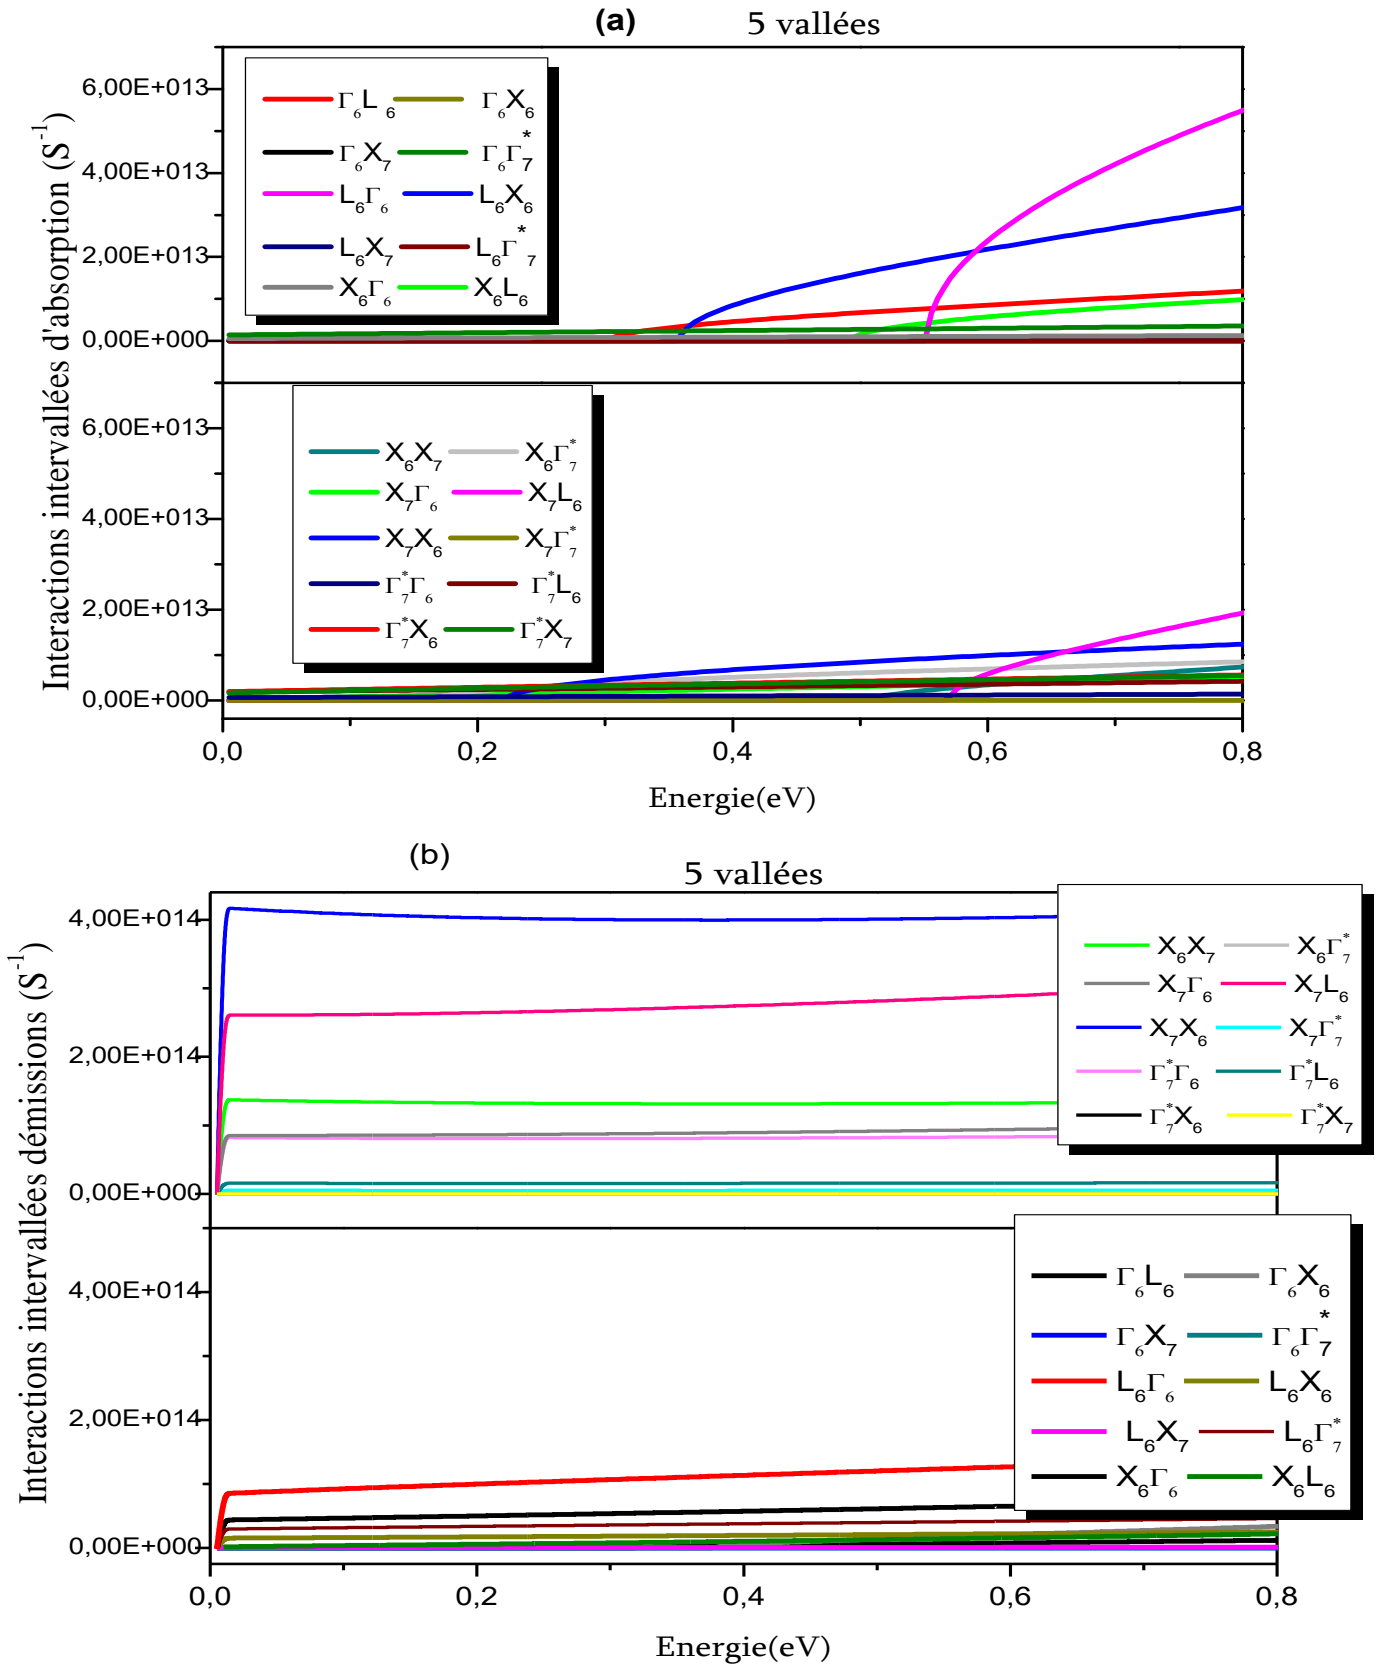 (a) 5 vallées
Interactions intervallées d'absorption (S⁻¹)
6,00E+013
4,00E+013
2,00E+013
0,00E+000
Γ₆L₆ Γ₆X₆
Γ₆X₇ Γ₆Γ₇*
L₆Γ₆ L₆X₆
L₆X₇ L₆Γ₇*
X₆Γ₆ X₆L₆
6,00E+013
4,00E+013
2,00E+013
0,00E+000
X₆X₇ X₆Γ₇*
X₇Γ₆ X₇L₆
X₇X₆ X₇Γ₇*
Γ₇*Γ₆ Γ₇*L₆
Γ₇*X₆ Γ₇*X₇
0,0 0,2 0,4 0,6 0,8
Energie(eV)
(b) 5 vallées
Interactions intervallées démissions (S⁻¹)
4,00E+014
2,00E+014
0,00E+000
X₆X₇ X₆Γ₇*
X₇Γ₆ X₇L₆
X₇X₆ X₇Γ₇*
Γ₇*Γ₆ Γ₇*L₆
Γ₇*X₆ Γ₇*X₇
4,00E+014
2,00E+014
0,00E+000
Γ₆L₆ Γ₆X₆
Γ₆X₇ Γ₆Γ₇*
L₆Γ₆ L₆X₆
L₆X₇ L₆Γ₇*
X₆Γ₆ X₆L₆
0,0 0,2 0,4 0,6 0,8
Energie(eV)